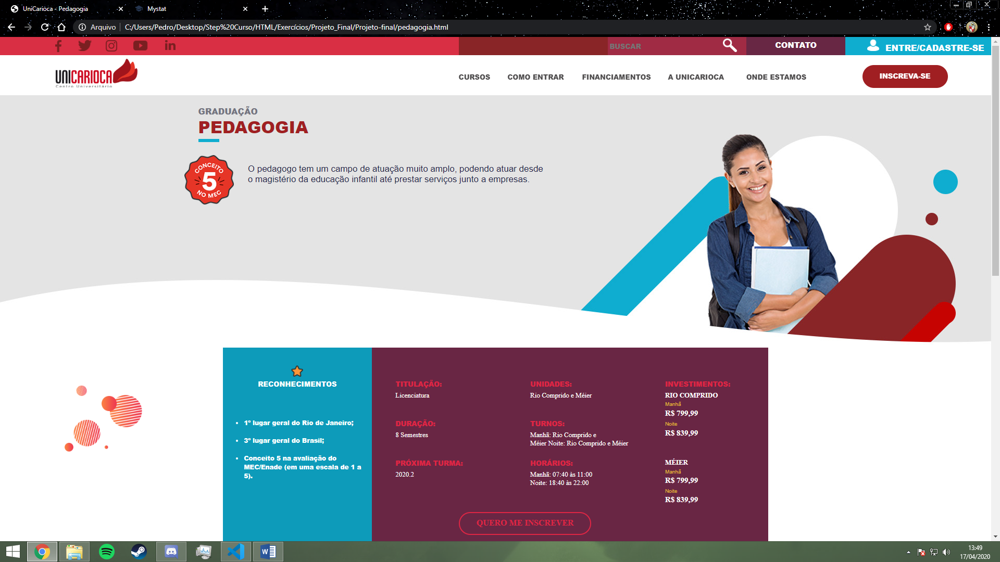 UniCarioca - Pedagogia
Mystat
Arquivo
C:/Users/Pedro/Desktop/Step%20Curso/HTML/Exercícios/Projeto_Final/Projeto-final/pedagogia.html
BUSCAR
CONTATO
ENTRE/CADASTRE-SE
UNICARIOCA
Centro Universitário
CURSOS
COMO ENTRAR
FINANCIAMENTOS
A UNICARIOCA
ONDE ESTAMOS
INSCREVA-SE
GRADUAÇÃO
PEDAGOGIA
CONCEITO
5
NO MEC
O pedagogo tem um campo de atuação muito amplo, podendo atuar desde
o magistério da educação infantil até prestar serviços junto a empresas.
RECONHECIMENTOS
• 1º lugar geral do Rio de Janeiro;
• 3º lugar geral do Brasil;
• Conceito 5 na avaliação do
MEC/Enade (em uma escala de 1 a
5).
TITULAÇÃO:
Licenciatura
DURAÇÃO:
8 Semestres
PRÓXIMA TURMA:
2020.2
UNIDADES:
Rio Comprido e Méier
TURNOS:
Manhã: Rio Comprido e
Méier Noite: Rio Comprido e Méier
HORÁRIOS:
Manhã: 07:40 às 11:00
Noite: 18:40 às 22:00
INVESTIMENTOS:
RIO COMPRIDO
Manhã
R$ 799,99
Noite
R$ 839,99
MÉIER
Manhã
R$ 799,99
Noite
R$ 839,99
QUERO ME INSCREVER
13:49
17/04/2020